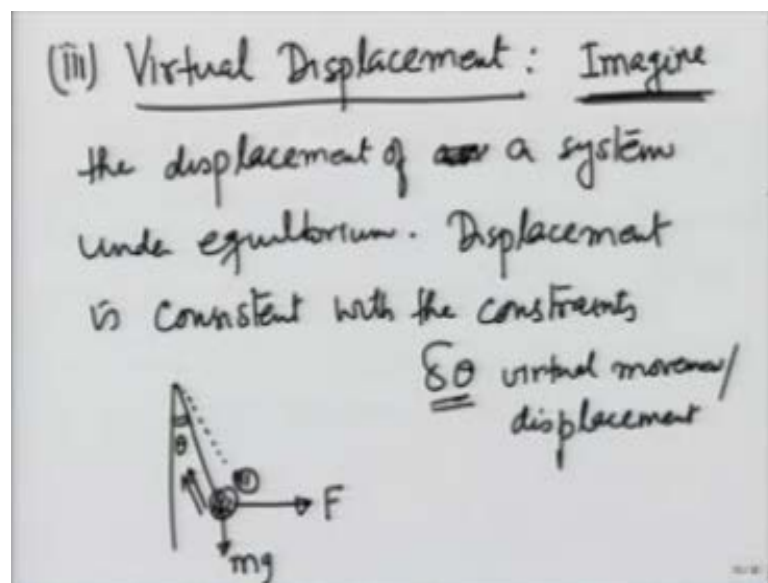 (iii) Virtual Displacement : Imagine
the displacement of a system
under equilibrium. Displacement
is consistent with the constraints
δθ virtual movement/
displacement
θ
F
mg